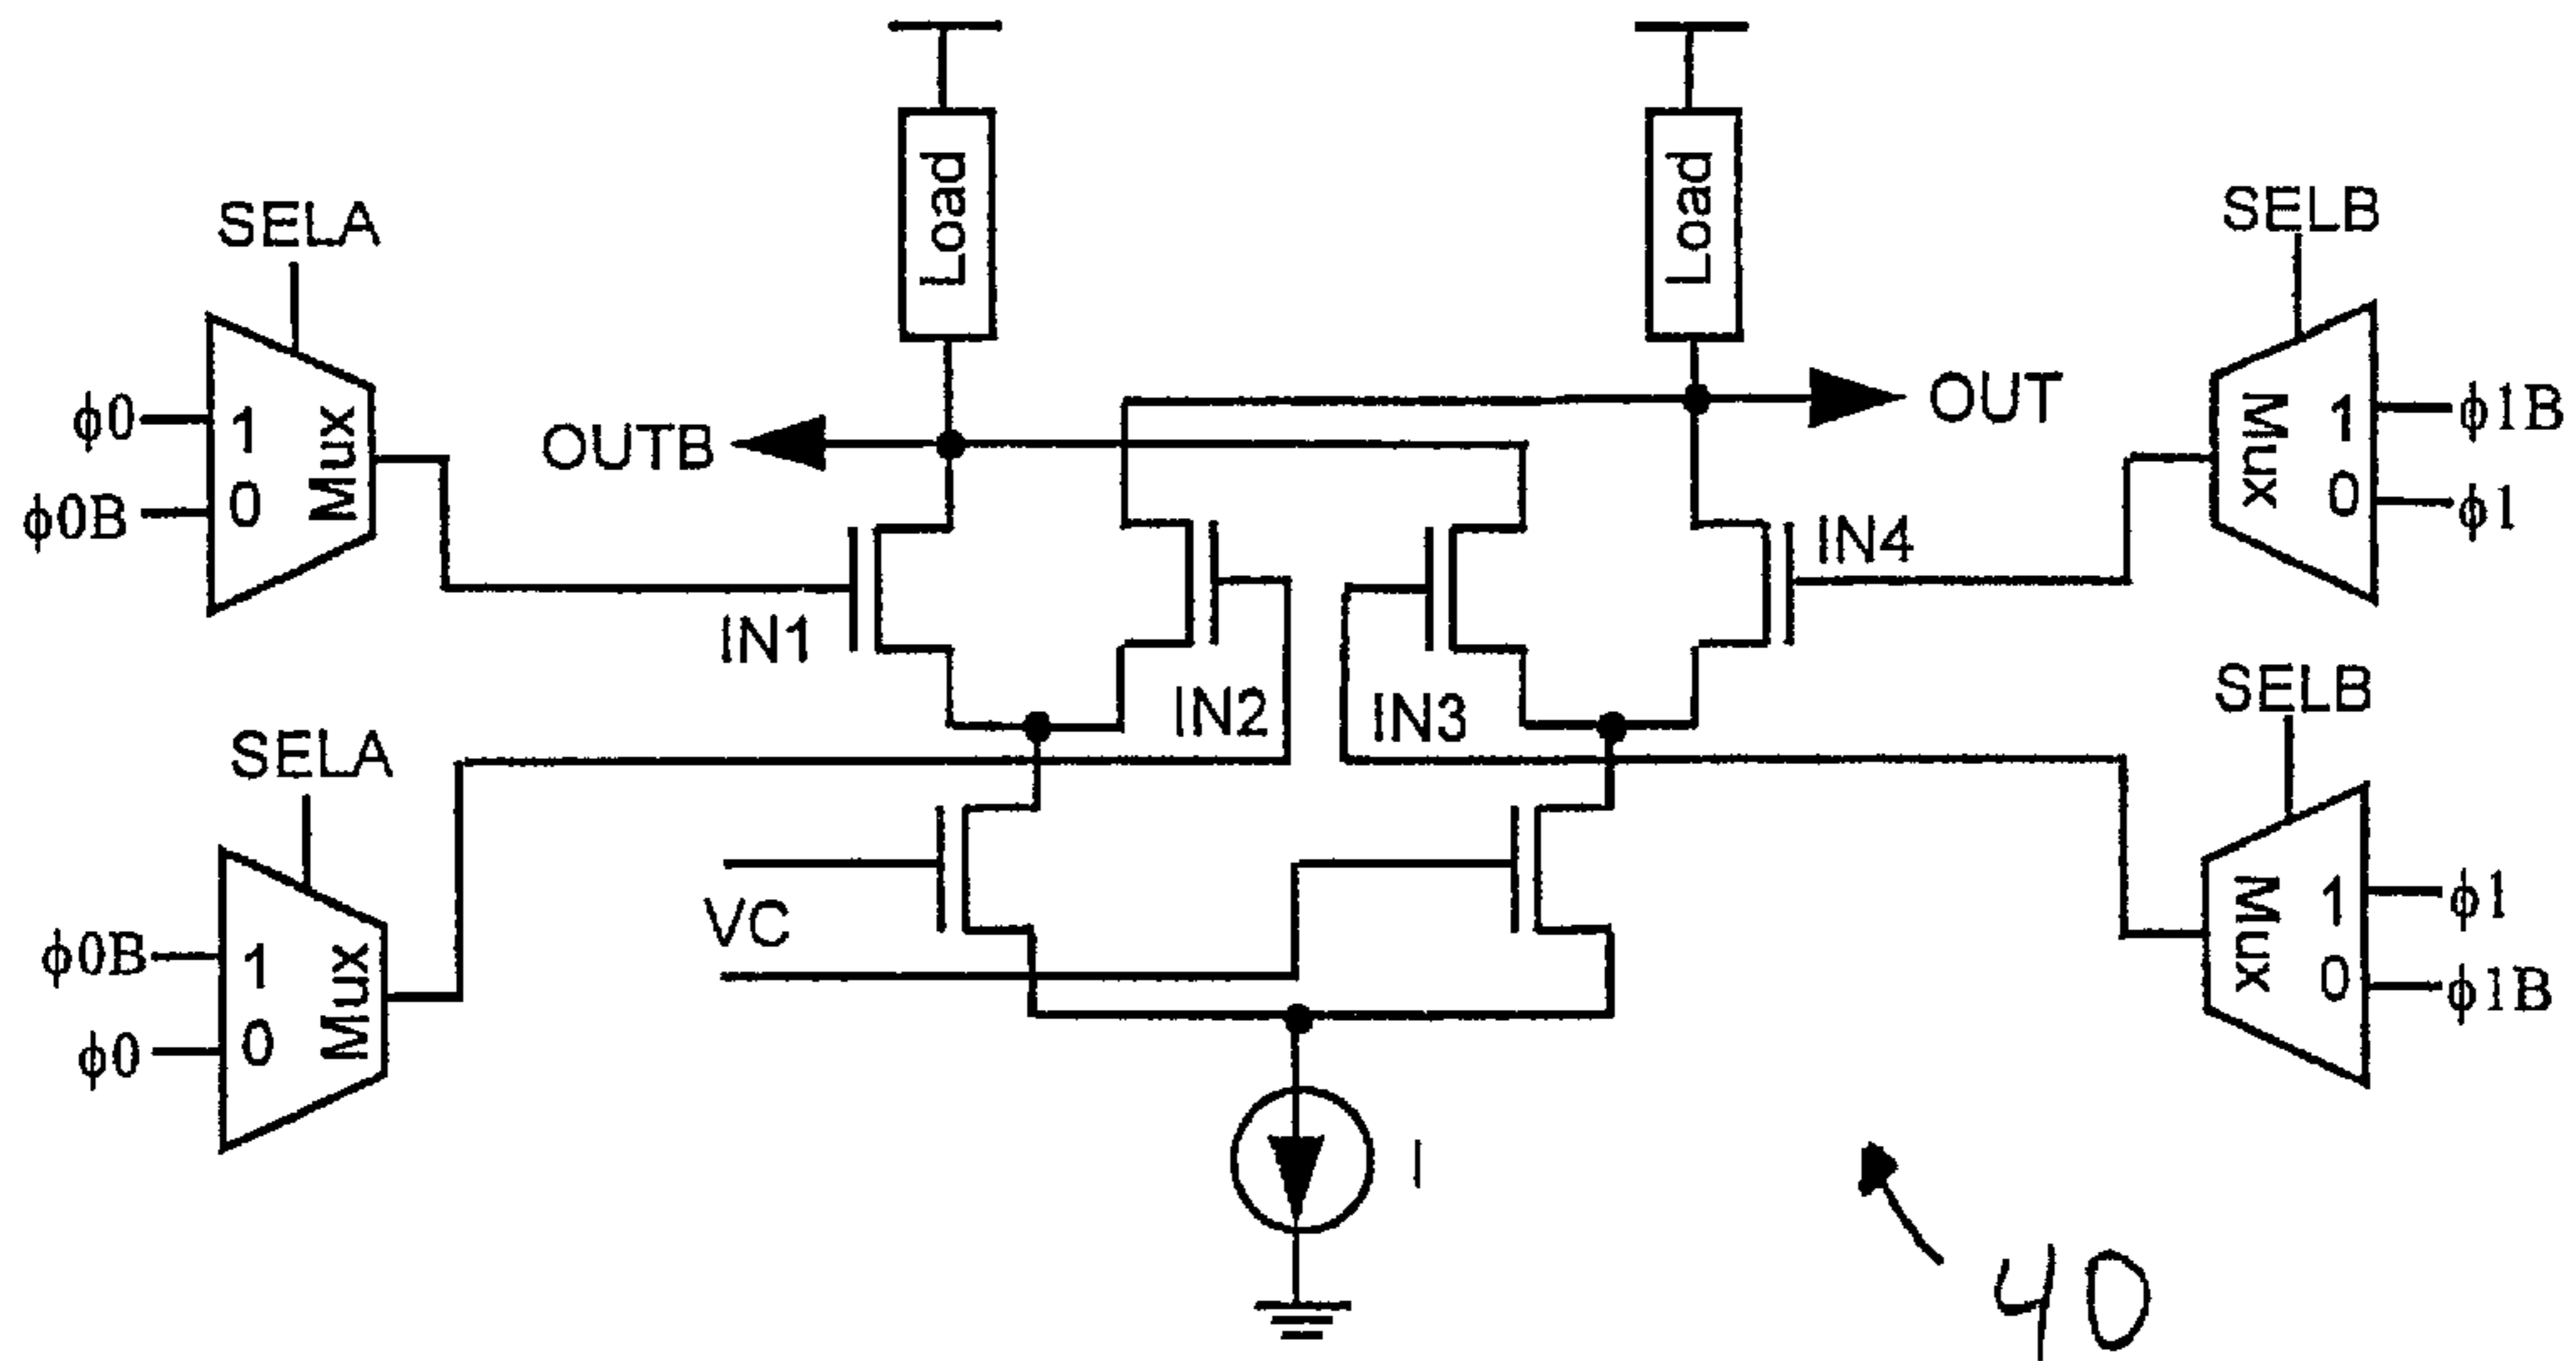 Load
Load
SELA
SELB
ϕ0
1
Mux
0
ϕ0B
OUTB
OUT
Mux
1
ϕ1B
0
ϕ1
IN1
IN2
IN3
IN4
SELA
SELB
ϕ0B
1
Mux
0
ϕ0
VC
Mux
1
ϕ1
0
ϕ1B
I
40